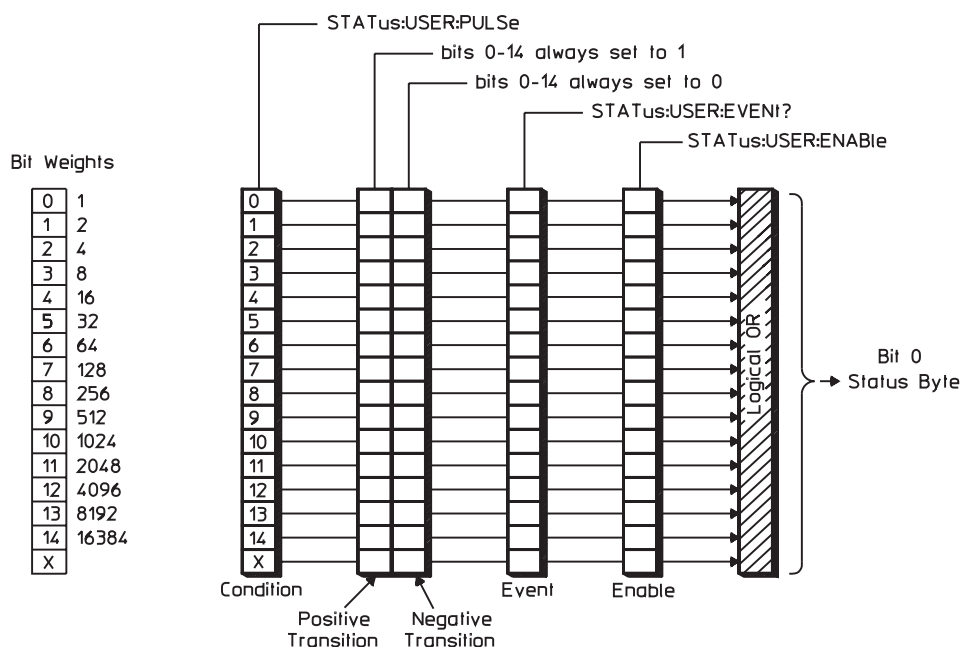 STATus:USER:PULSe
bits 0-14 always set to 1
bits 0-14 always set to 0
STATus:USER:EVENt?
STATus:USER:ENABle
Bit Weights
0 1
1 2
2 4
3 8
4 16
5 32
6 64
7 128
8 256
9 512
10 1024
11 2048
12 4096
13 8192
14 16384
X
0
1
2
3
4
5
6
7
8
9
10
11
12
13
14
X
Logical OR
Bit 0
Status Byte
Condition
Positive
Transition
Negative
Transition
Event
Enable